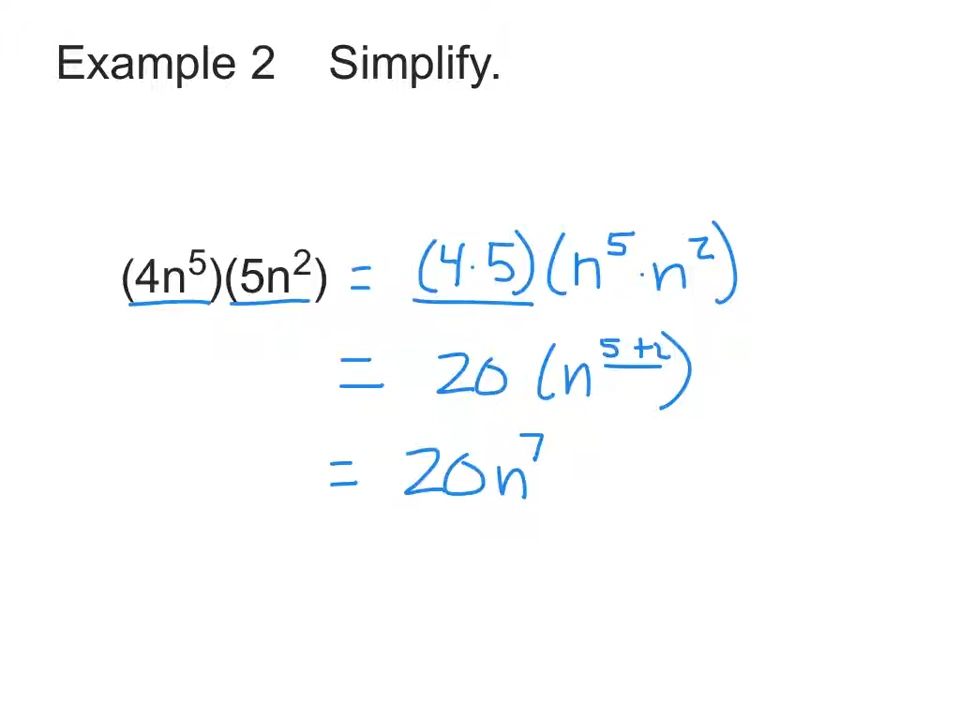 Example 2 Simplify.
(4n⁵)(5n²) = (4·5)(n⁵·n²)
= 20 (n⁵⁺²)
= 20n⁷